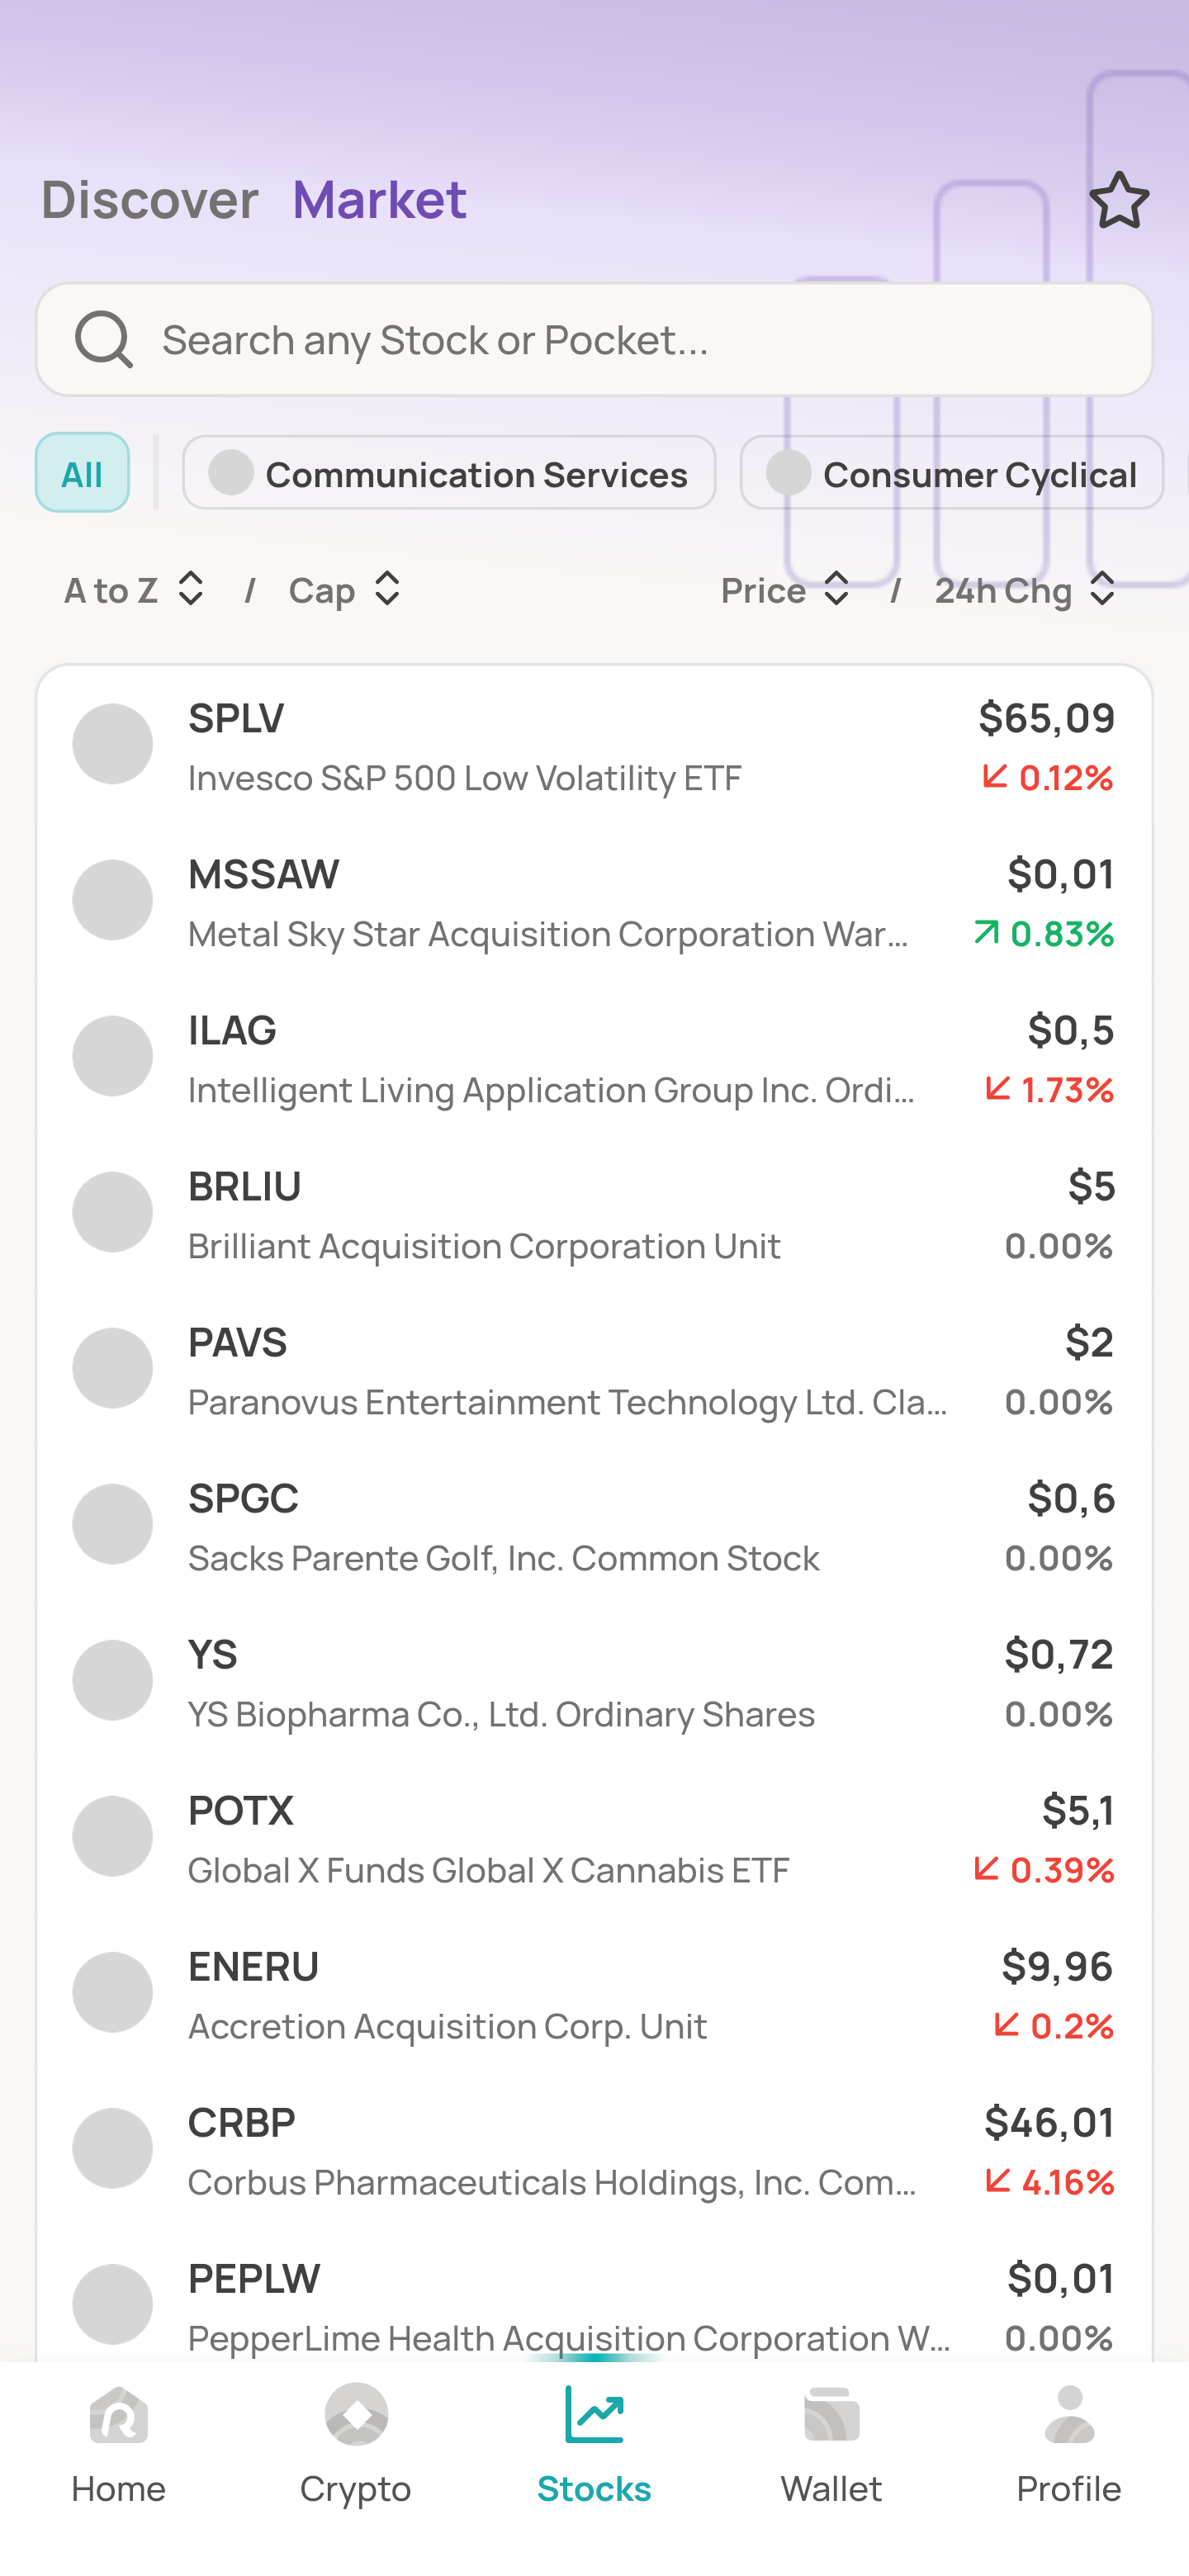 Discover Market
Search any Stock or Pocket...
All Communication Services Consumer Cyclical
A to Z / Cap Price / 24h Chg
SPLV $65,09
Invesco S&P 500 Low Volatility ETF 0.12%
MSSAW $0,01
Metal Sky Star Acquisition Corporation War... 0.83%
ILAG $0,5
Intelligent Living Application Group Inc. Ordi... 1.73%
BRLIU $5
Brilliant Acquisition Corporation Unit 0.00%
PAVS $2
Paranovus Entertainment Technology Ltd. Cla... 0.00%
SPGC $0,6
Sacks Parente Golf, Inc. Common Stock 0.00%
YS $0,72
YS Biopharma Co., Ltd. Ordinary Shares 0.00%
POTX $5,1
Global X Funds Global X Cannabis ETF 0.39%
ENERU $9,96
Accretion Acquisition Corp. Unit 0.2%
CRBP $46,01
Corbus Pharmaceuticals Holdings, Inc. Com... 4.16%
PEPLW $0,01
PepperLime Health Acquisition Corporation W... 0.00%
Home Crypto Stocks Wallet Profile